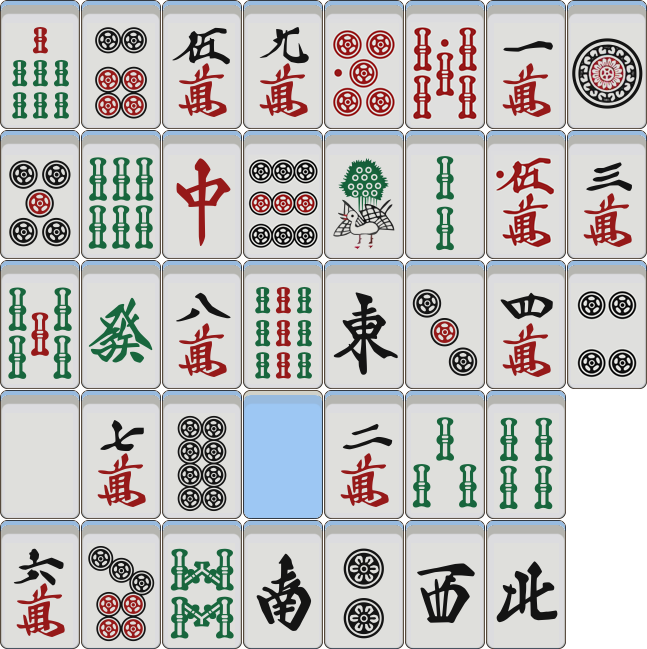 伍萬 九萬 一萬
中 伍萬 三萬
發 八萬 東 四萬
七萬 二萬
六萬 南 西 北